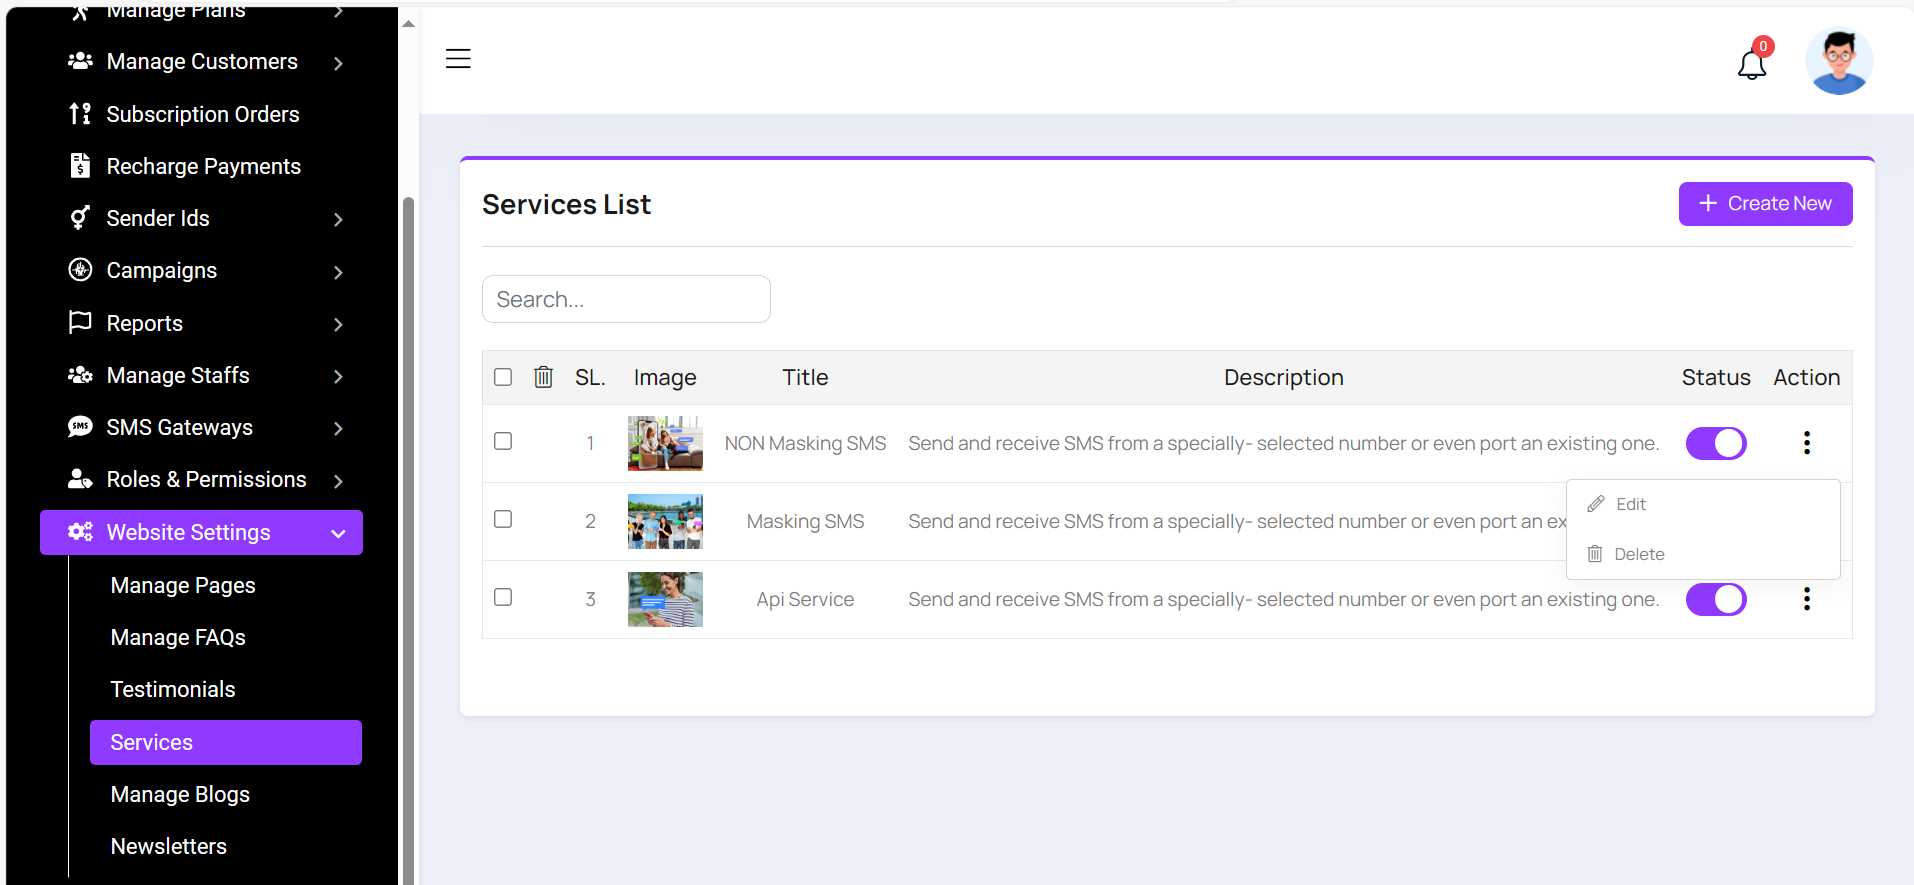 Manage Plans
Manage Customers
Subscription Orders
Recharge Payments
Sender Ids
Campaigns
Reports
Manage Staffs
SMS Gateways
Roles & Permissions
Website Settings
Manage Pages
Manage FAQs
Testimonials
Services
Manage Blogs
Newsletters
0
Services List
+ Create New
Search...
SL. Image Title Description Status Action
1 NON Masking SMS Send and receive SMS from a specially- selected number or even port an existing one.
2 Masking SMS Send and receive SMS from a specially- selected number or even port an ex
Edit
Delete
3 Api Service Send and receive SMS from a specially- selected number or even port an existing one.